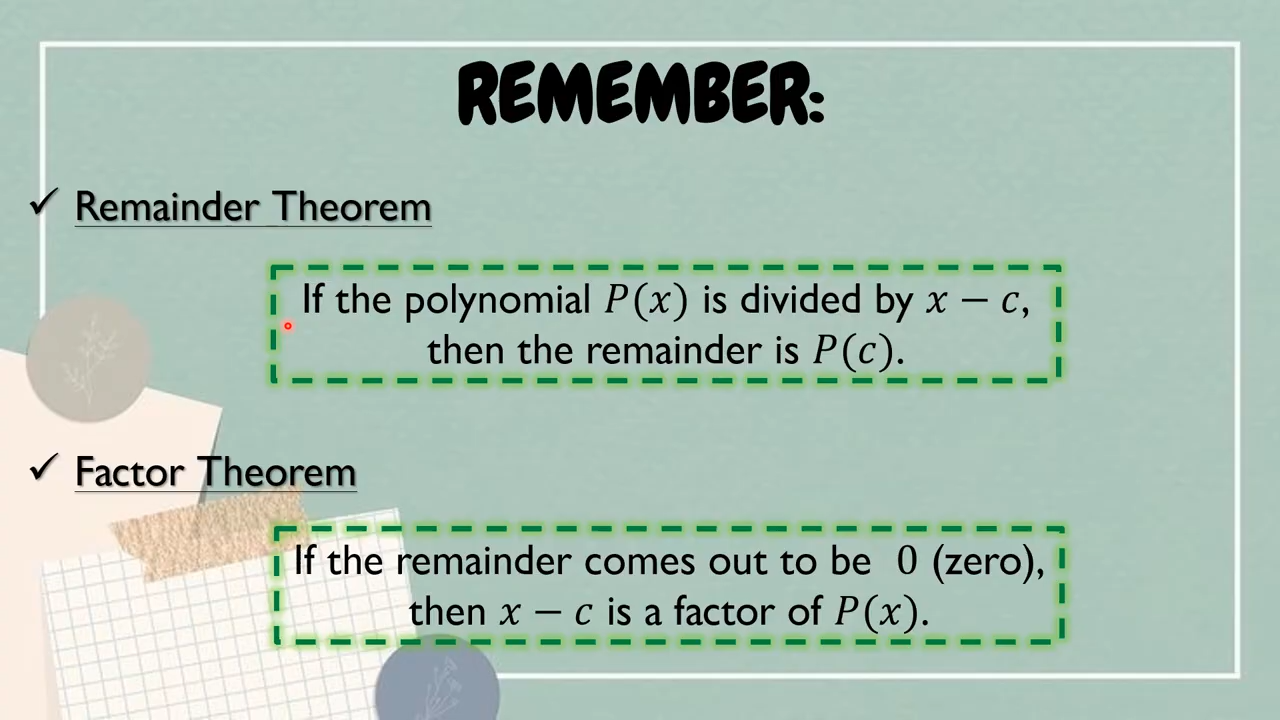 REMEMBER:
✓ Remainder Theorem
If the polynomial P(x) is divided by x − c,
then the remainder is P(c).
✓ Factor Theorem
If the remainder comes out to be 0 (zero),
then x − c is a factor of P(x).